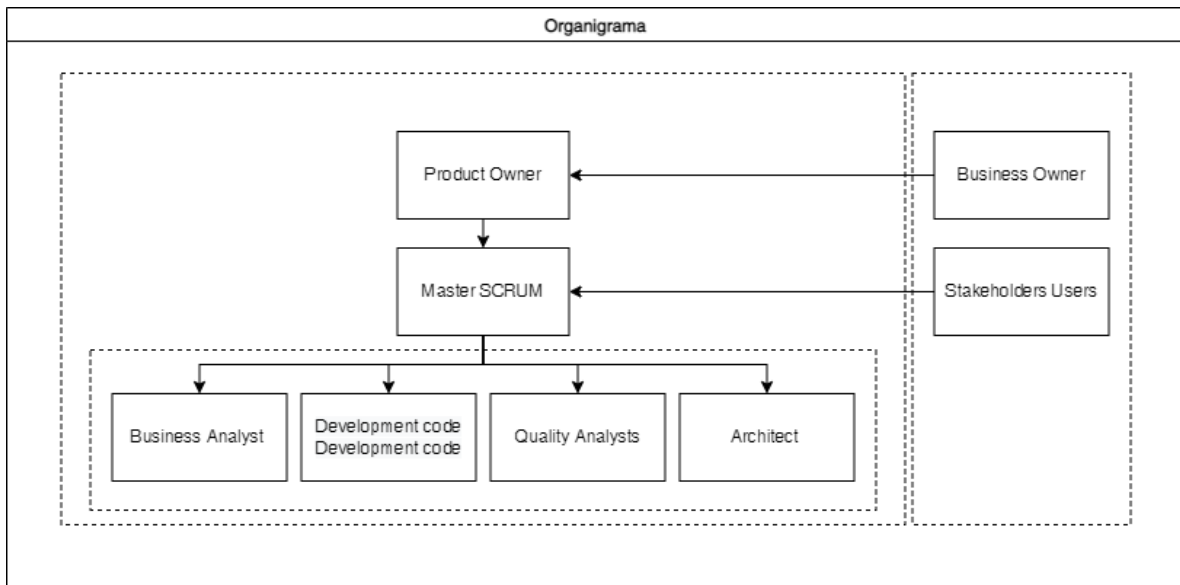 Organigrama
Product Owner
Business Owner
Master SCRUM
Stakeholders Users
Business Analyst
Development code
Development code
Quality Analysts
Architect